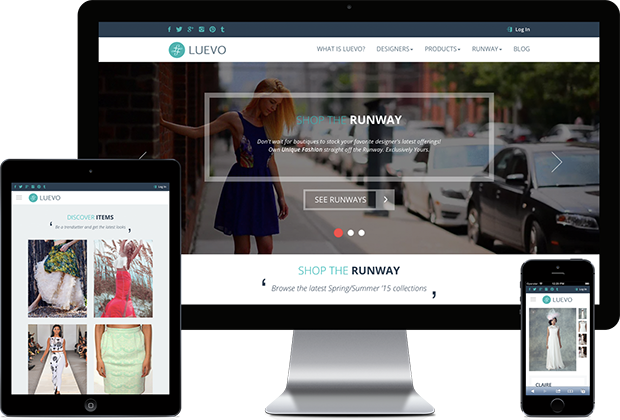 Log In
LUEVO
WHAT IS LUEVO? DESIGNERS PRODUCTS RUNWAY BLOG
SHOP THE RUNWAY
Don't wait for boutiques to stock your favorite designer's latest offerings!
Own Unique Fashion straight off the Runway. Exclusively Yours.
SEE RUNWAYS
SHOP THE RUNWAY
‘ Browse the latest Spring/Summer '15 collections ,
Log In
LUEVO
DISCOVER ITEMS
‘ Be a trendsetter and get the latest looks ,
Log In
LUEVO
CLAIRE